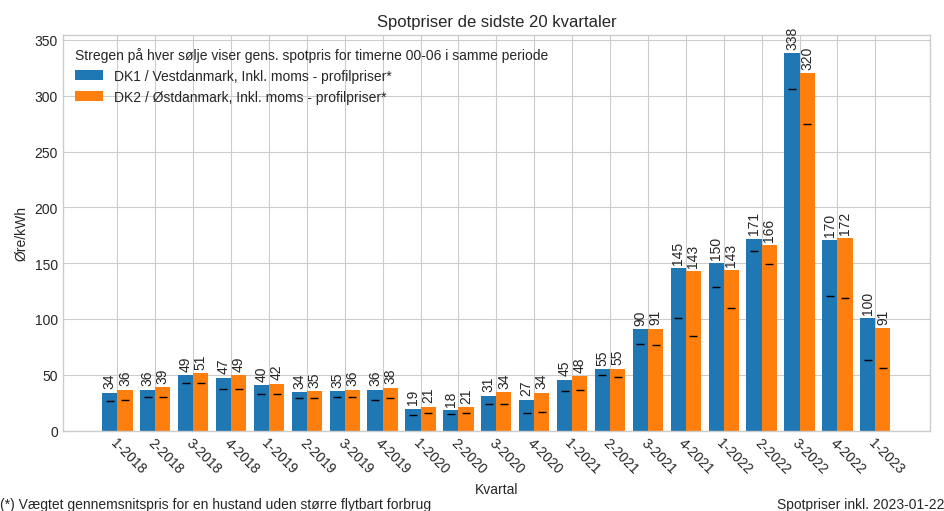 Spotpriser de sidste 20 kvartaler
Stregen på hver sølje viser gens. spotpris for timerne 00-06 i samme periode
DK1 / Vestdanmark, Inkl. moms - profilpriser*
DK2 / Østdanmark, Inkl. moms - profilpriser*
Øre/kWh
350
300
250
200
150
100
50
0
34 36 36 39 49 51 47 49 40 42 34 35 35 36 36 38 19 21 18 21 31 34 27 34 45 48 55 55 90 91 145 143 150 143 171 166 338 320 170 172 100 91
1-2018 2-2018 3-2018 4-2018 1-2019 2-2019 3-2019 4-2019 1-2020 2-2020 3-2020 4-2020 1-2021 2-2021 3-2021 4-2021 1-2022 2-2022 3-2022 4-2022 1-2023
Kvartal
(*) Vægtet gennemsnitspris for en hustand uden større flytbart forbrug
Spotpriser inkl. 2023-01-22